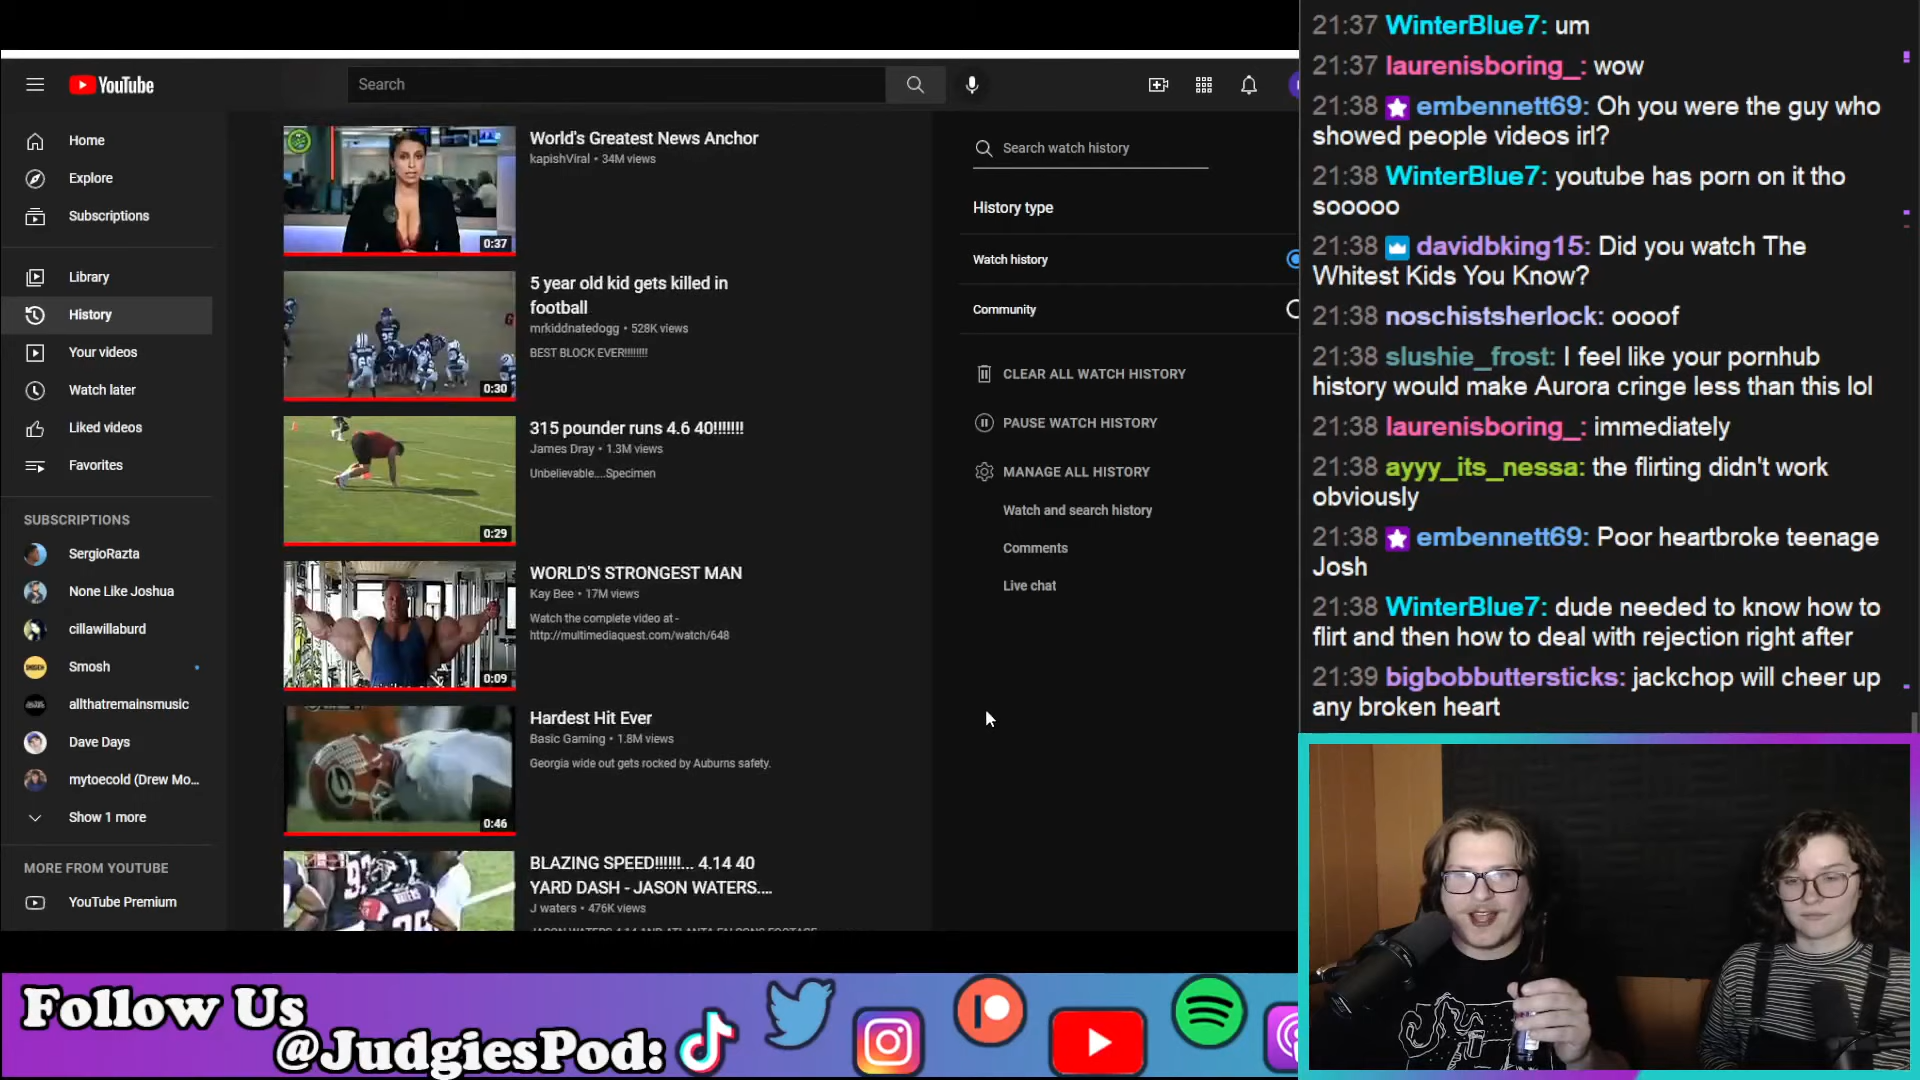 YouTube
Search
Home
Explore
Subscriptions
Library
History
Your videos
Watch later
Liked videos
Favorites
SUBSCRIPTIONS
SergioRazta
None Like Joshua
cillawillaburd
Smosh
allthatremainsmusic
Dave Days
mytoecold (Drew Mo...
Show 1 more
MORE FROM YOUTUBE
YouTube Premium
World's Greatest News Anchor
kapishViral • 34M views
0:37
5 year old kid gets killed in
football
mrkiddnatedogg • 528K views
BEST BLOCK EVER!!!!!!!!
0:30
315 pounder runs 4.6 40!!!!!!!
James Dray • 1.3M views
Unbelievable....Specimen
0:29
WORLD'S STRONGEST MAN
Kay Bee • 17M views
Watch the complete video at -
http://multimediaquest.com/watch/648
0:09
Hardest Hit Ever
Basic Gaming • 1.8M views
Georgia wide out gets rocked by Auburns safety.
0:46
BLAZING SPEED!!!!!!... 4.14 40
YARD DASH - JASON WATERS....
J waters • 476K views
Search watch history
History type
Watch history
Community
CLEAR ALL WATCH HISTORY
PAUSE WATCH HISTORY
MANAGE ALL HISTORY
Watch and search history
Comments
Live chat
21:37 WinterBlue7: um
21:37 laurenisboring_: wow
21:38 embennett69: Oh you were the guy who
showed people videos irl?
21:38 WinterBlue7: youtube has porn on it tho
sooooo
21:38 davidbking15: Did you watch The
Whitest Kids You Know?
21:38 noschistsherlock: oooof
21:38 slushie_frost: I feel like your pornhub
history would make Aurora cringe less than this lol
21:38 laurenisboring_: immediately
21:38 ayyy_its_nessa: the flirting didn't work
obviously
21:38 embennett69: Poor heartbroke teenage
Josh
21:38 WinterBlue7: dude needed to know how to
flirt and then how to deal with rejection right after
21:39 bigbobbuttersticks: jackchop will cheer up
any broken heart
Follow Us
@JudgiesPod: